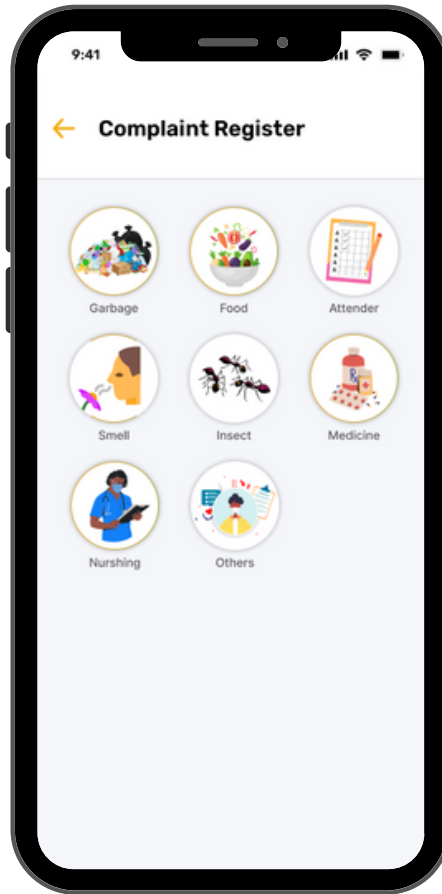 9:41
Complaint Register
Garbage Food Attender
Smell Insect Medicine
Nurshing Others